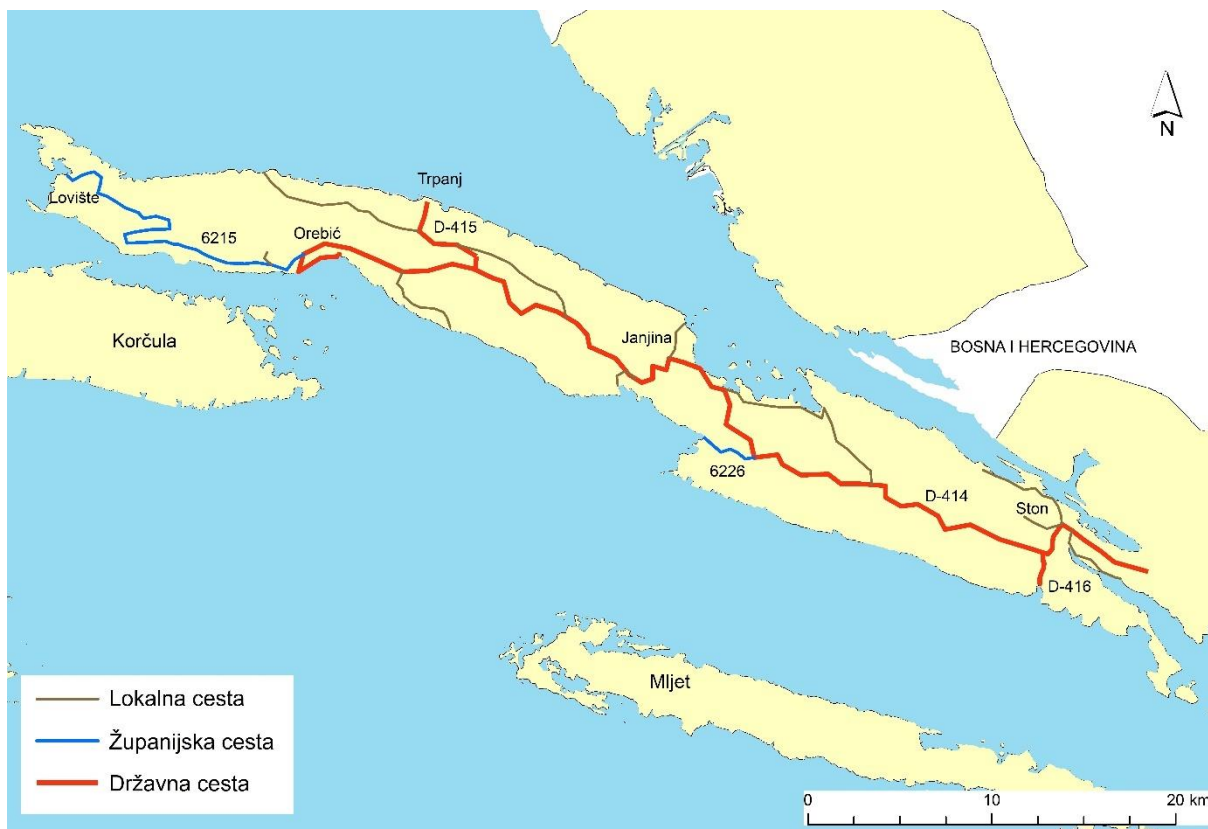 N
Trpanj
Lovište
D-415
6215
Orebić
Korčula
Janjina
BOSNA I HERCEGOVINA
6226
D-414
Ston
D-416
Mljet
Lokalna cesta
Županijska cesta
Državna cesta
0 10 20 km